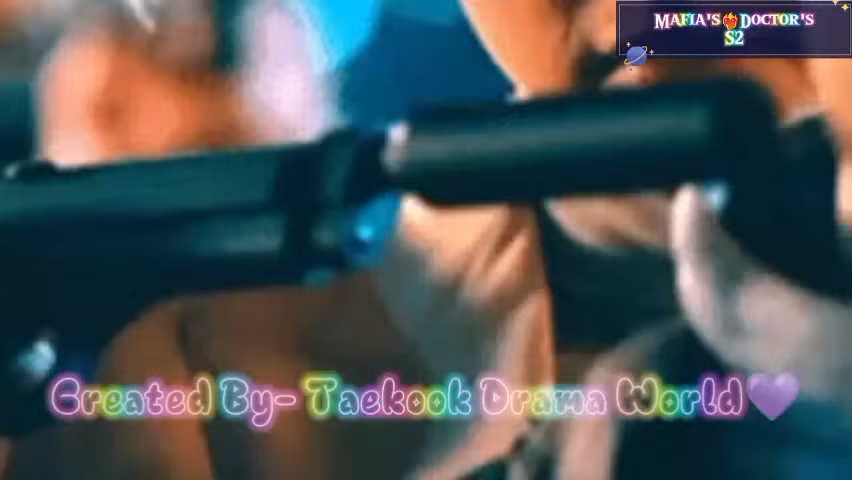 MAFIA'S❤️‍🔥DOCTOR'S
S2
Created By- Taekook Drama World💜